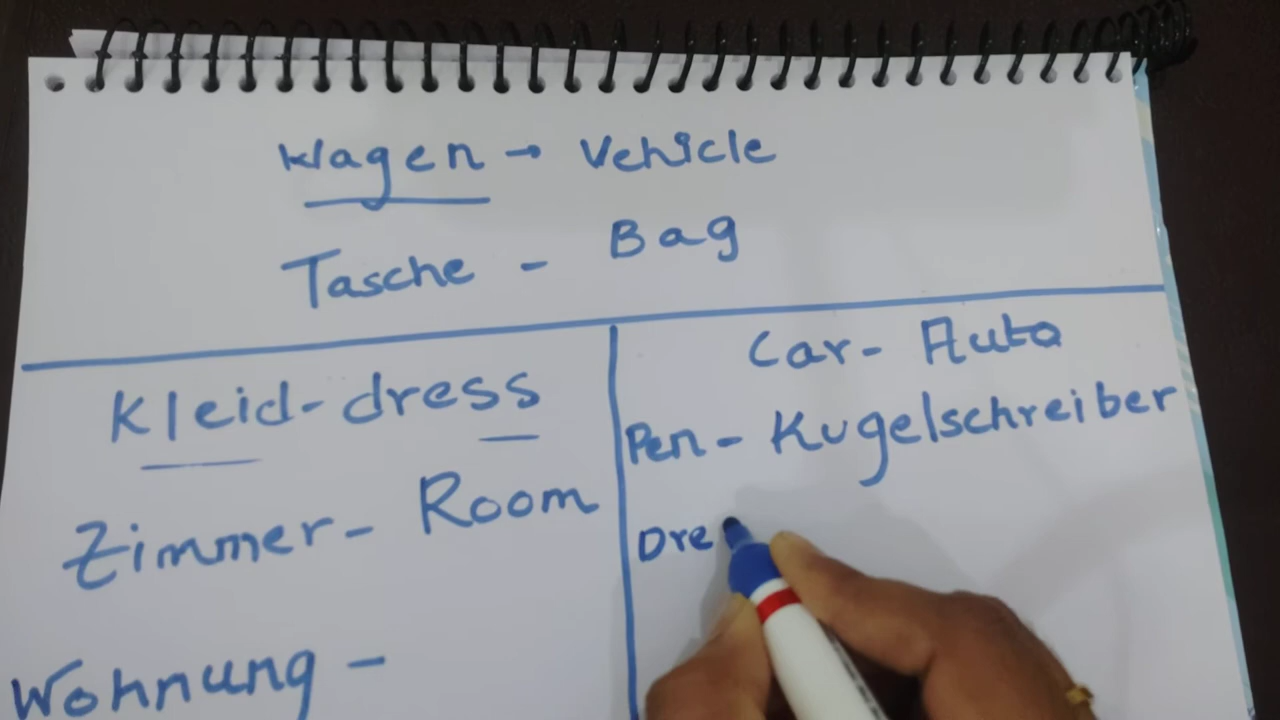 Wagen → Vehicle
Tasche - Bag
Kleid - dress
Zimmer - Room
Wohnung -
Car - Auto
Pen - Kugelschreiber
Dre